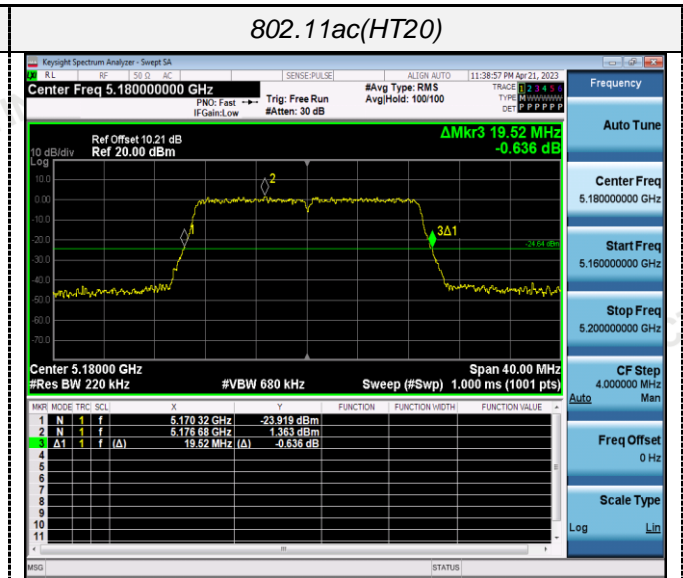 802.11ac(HT20)
Keysight Spectrum Analyzer - Swept SA
RL RF 50 Ω AC SENSE:PULSE ALIGN AUTO 11:38:57 PM Apr 21, 2023
Center Freq 5.180000000 GHz
PNO: Fast
IFGain:Low
Trig: Free Run
#Atten: 30 dB
#Avg Type: RMS
Avg|Hold: 100/100
TRACE 1 2 3 4 5 6
TYPE M WWWWW
DET P P P P P P
Ref Offset 10.21 dB
10 dB/div Ref 20.00 dBm
Log
ΔMkr3 19.52 MHz
-0.636 dB
10.0
0.00
-10.0
-20.0
-30.0
-40.0
-50.0
-60.0
-70.0
2
3Δ1
-24.64 dBm
Center 5.18000 GHz Span 40.00 MHz
#Res BW 220 kHz #VBW 680 kHz Sweep (#Swp) 1.000 ms (1001 pts)
MKR MODE TRC SCL X Y FUNCTION FUNCTION WIDTH FUNCTION VALUE
1 N 1 f 5.170 32 GHz -23.919 dBm
2 N 1 f 5.176 68 GHz 1.363 dBm
3 Δ1 1 f (Δ) 19.52 MHz (Δ) -0.636 dB
4
5
6
7
8
9
10
11
MSG STATUS
Frequency
Auto Tune
Center Freq
5.180000000 GHz
Start Freq
5.160000000 GHz
Stop Freq
5.200000000 GHz
CF Step
4.000000 MHz
Auto Man
Freq Offset
0 Hz
Scale Type
Log Lin